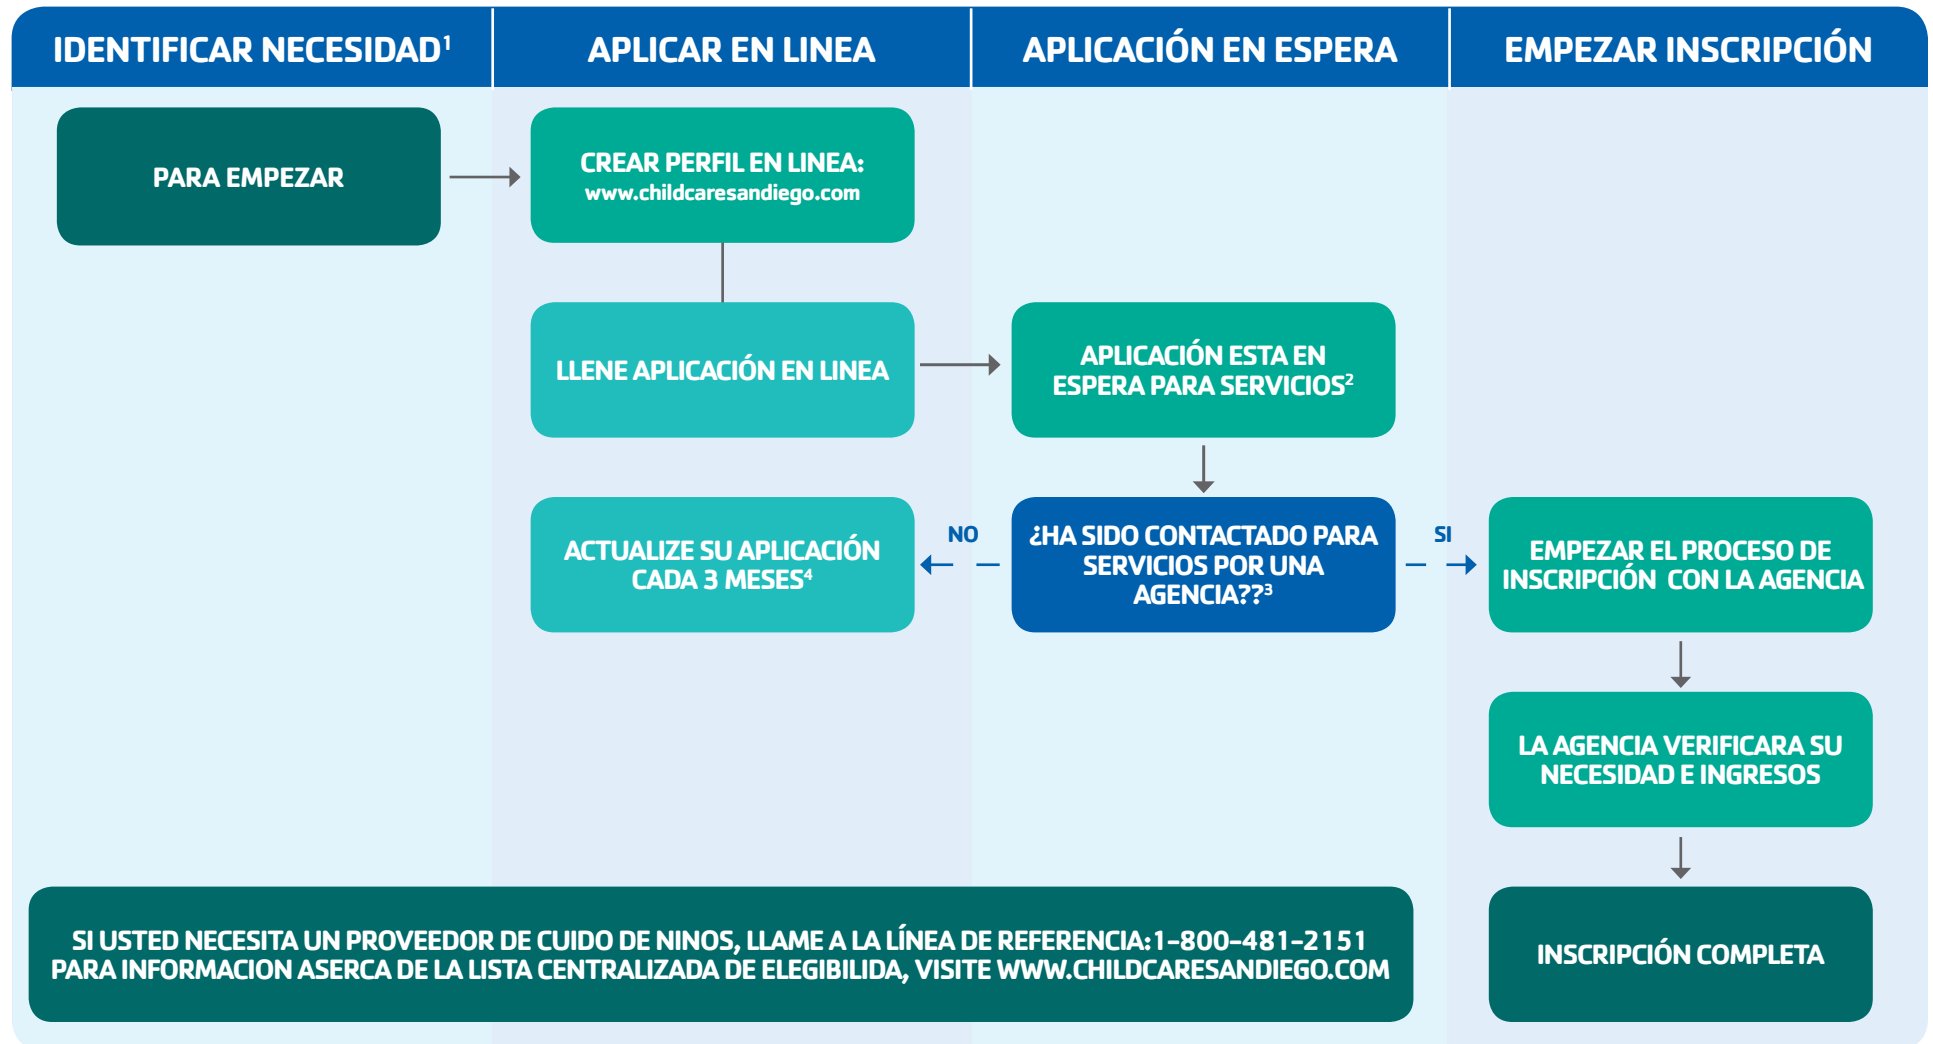 IDENTIFICAR NECESIDAD¹
APLICAR EN LINEA
APLICACIÓN EN ESPERA
EMPEZAR INSCRIPCIÓN
PARA EMPEZAR
CREAR PERFIL EN LINEA:
www.childcaresandiego.com
LLENE APLICACIÓN EN LINEA
APLICACIÓN ESTA EN
ESPERA PARA SERVICIOS²
ACTUALIZE SU APLICACIÓN
CADA 3 MESES⁴
NO
¿HA SIDO CONTACTADO PARA
SERVICIOS POR UNA
AGENCIA??³
SI
EMPEZAR EL PROCESO DE
INSCRIPCIÓN CON LA AGENCIA
LA AGENCIA VERIFICARA SU
NECESIDAD E INGRESOS
SI USTED NECESITA UN PROVEEDOR DE CUIDO DE NINOS, LLAME A LA LÍNEA DE REFERENCIA:1-800-481-2151
PARA INFORMACION ASERCA DE LA LISTA CENTRALIZADA DE ELEGIBILIDA, VISITE WWW.CHILDCARESANDIEGO.COM
INSCRIPCIÓN COMPLETA